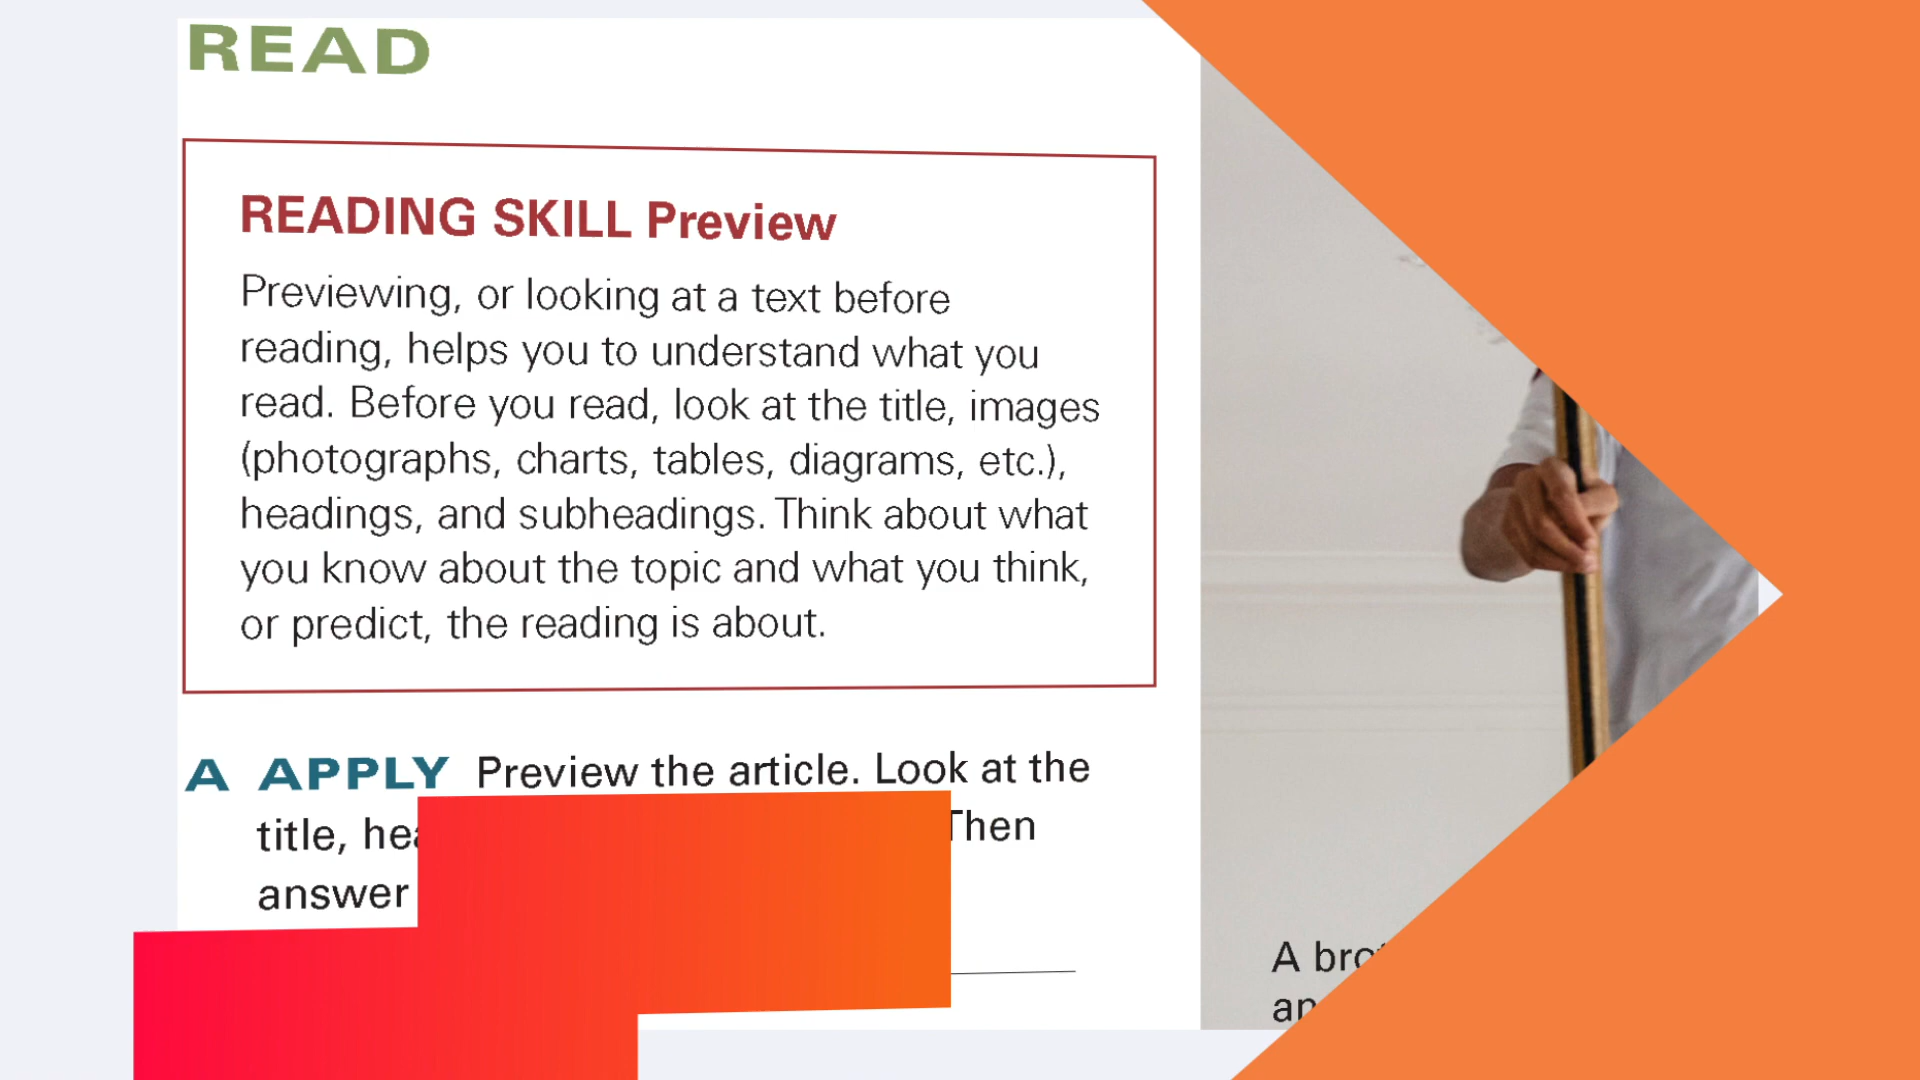 READ
READING SKILL Preview
Previewing, or looking at a text before
reading, helps you to understand what you
read. Before you read, look at the title, images
(photographs, charts, tables, diagrams, etc.),
headings, and subheadings. Think about what
you know about the topic and what you think,
or predict, the reading is about.
A APPLY Preview the article. Look at the
title, Then
answer
A